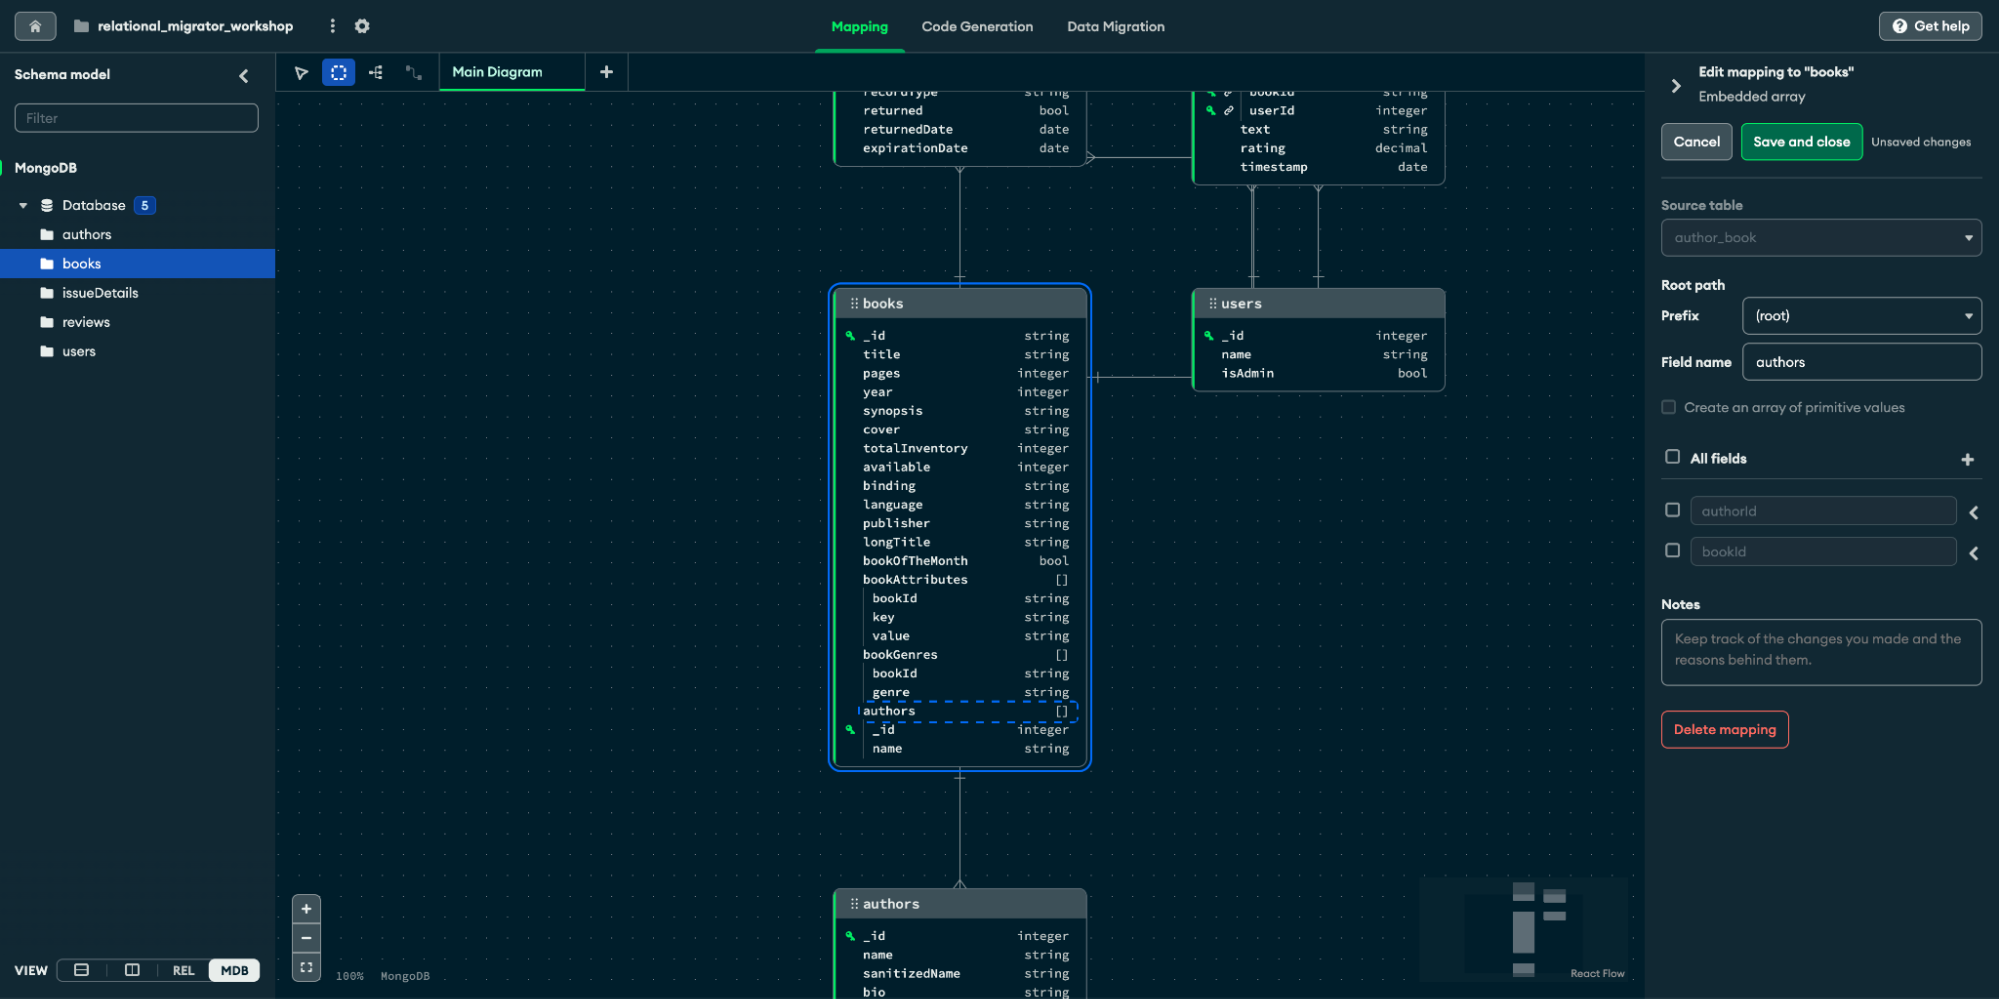 relational_migrator_workshop
Mapping
Code Generation
Data Migration
Get help
Schema model
Filter
MongoDB
Database 5
authors
books
issueDetails
reviews
users
VIEW
REL
MDB
Main Diagram
recordType string
returned bool
returnedDate date
expirationDate date
bookId string
userId integer
text string
rating decimal
timestamp date
books
_id string
title string
pages integer
year integer
synopsis string
cover string
totalInventory integer
available integer
binding string
language string
publisher string
longTitle string
bookOfTheMonth bool
bookAttributes []
bookId string
key string
value string
bookGenres []
bookId string
genre string
authors []
_id integer
name string
users
_id integer
name string
isAdmin bool
authors
_id integer
name string
sanitizedName string
bio string
100% MongoDB
React Flow
Edit mapping to "books"
Embedded array
Cancel
Save and close
Unsaved changes
Source table
author_book
Root path
Prefix (root)
Field name authors
Create an array of primitive values
All fields
authorId
bookId
Notes
Keep track of the changes you made and the
reasons behind them.
Delete mapping